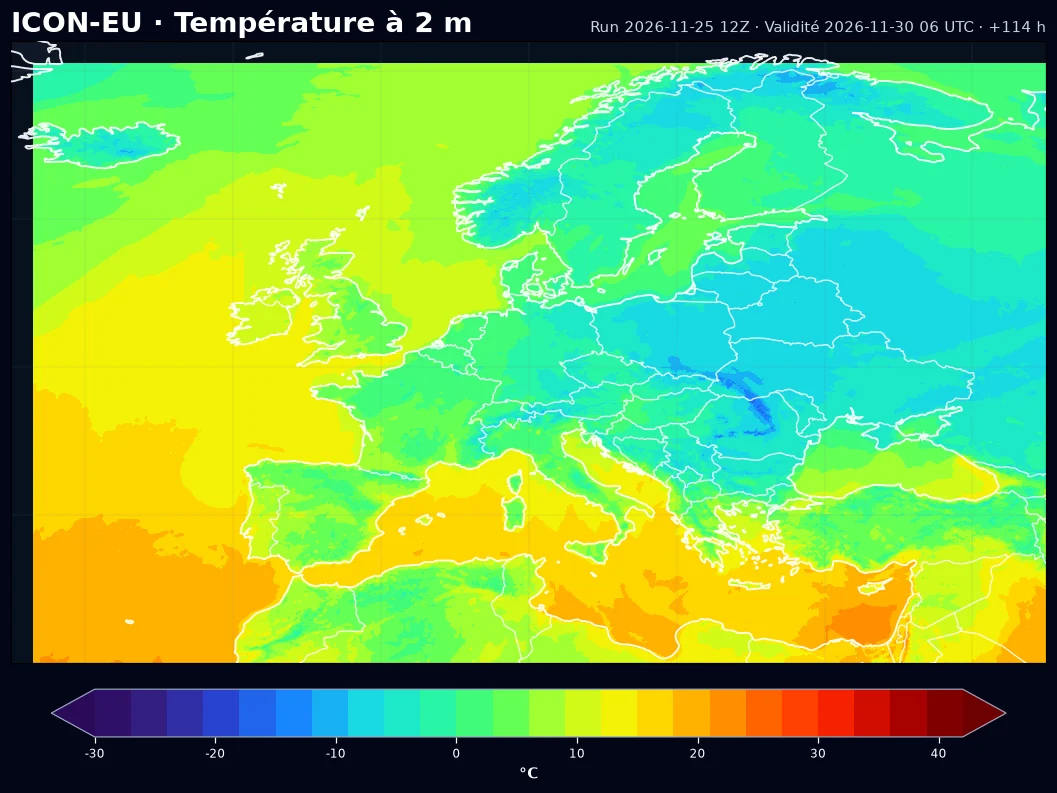 ICON-EU · Température à 2 m
Run 2026-11-25 12Z · Validité 2026-11-30 06 UTC · +114 h
-30 -20 -10 0 10 20 30 40
°C